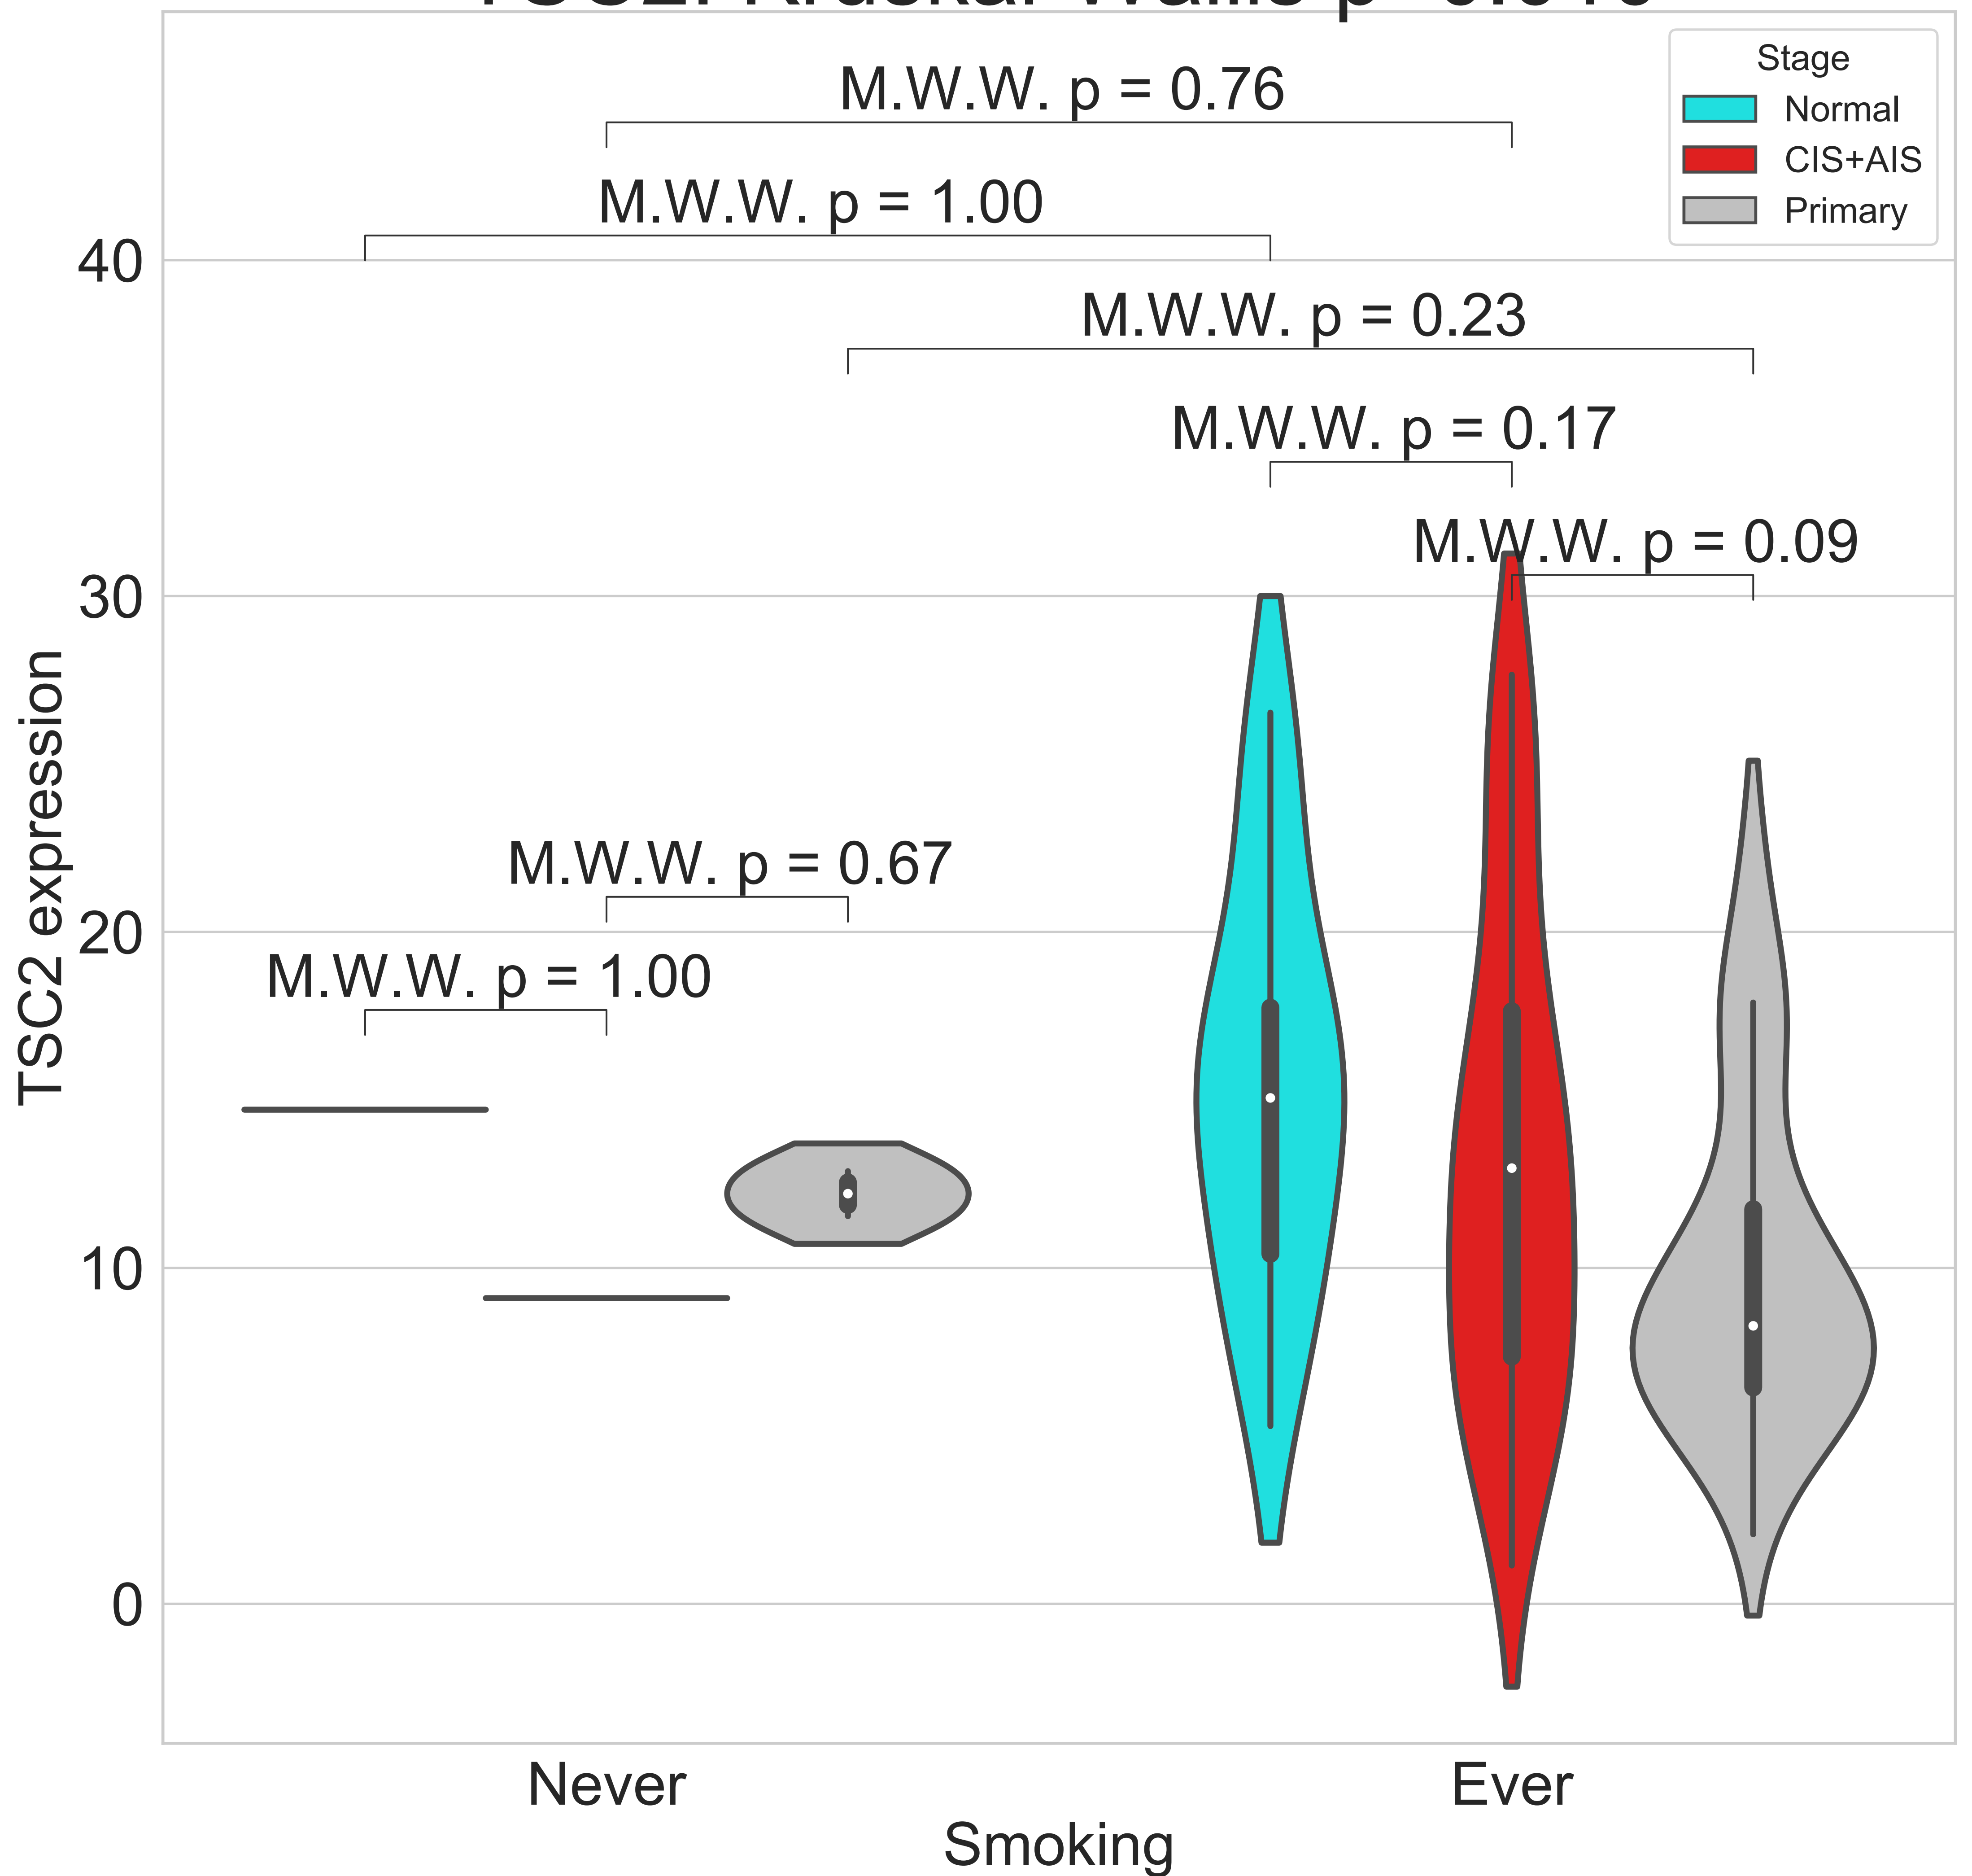 Stage
Normal
CIS+AIS
Primary
M.W.W. p = 0.76
M.W.W. p = 1.00
M.W.W. p = 0.23
M.W.W. p = 0.17
M.W.W. p = 0.09
M.W.W. p = 0.67
M.W.W. p = 1.00
40
30
20
10
0
TSC2 expression
Never
Ever
Smoking